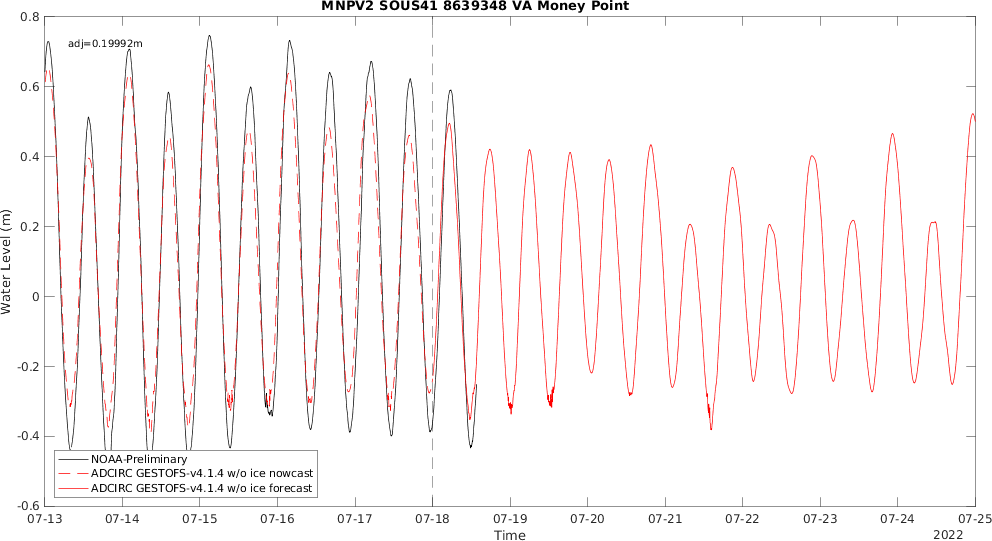 MNPV2 SOUS41 8639348 VA Money Point
adj=0.19992m
Water Level (m)
0.8
0.6
0.4
0.2
0
-0.2
-0.4
-0.6
NOAA-Preliminary
ADCIRC GESTOFS-v4.1.4 w/o ice nowcast
ADCIRC GESTOFS-v4.1.4 w/o ice forecast
07-13 07-14 07-15 07-16 07-17 07-18 07-19 07-20 07-21 07-22 07-23 07-24 07-25
Time
2022